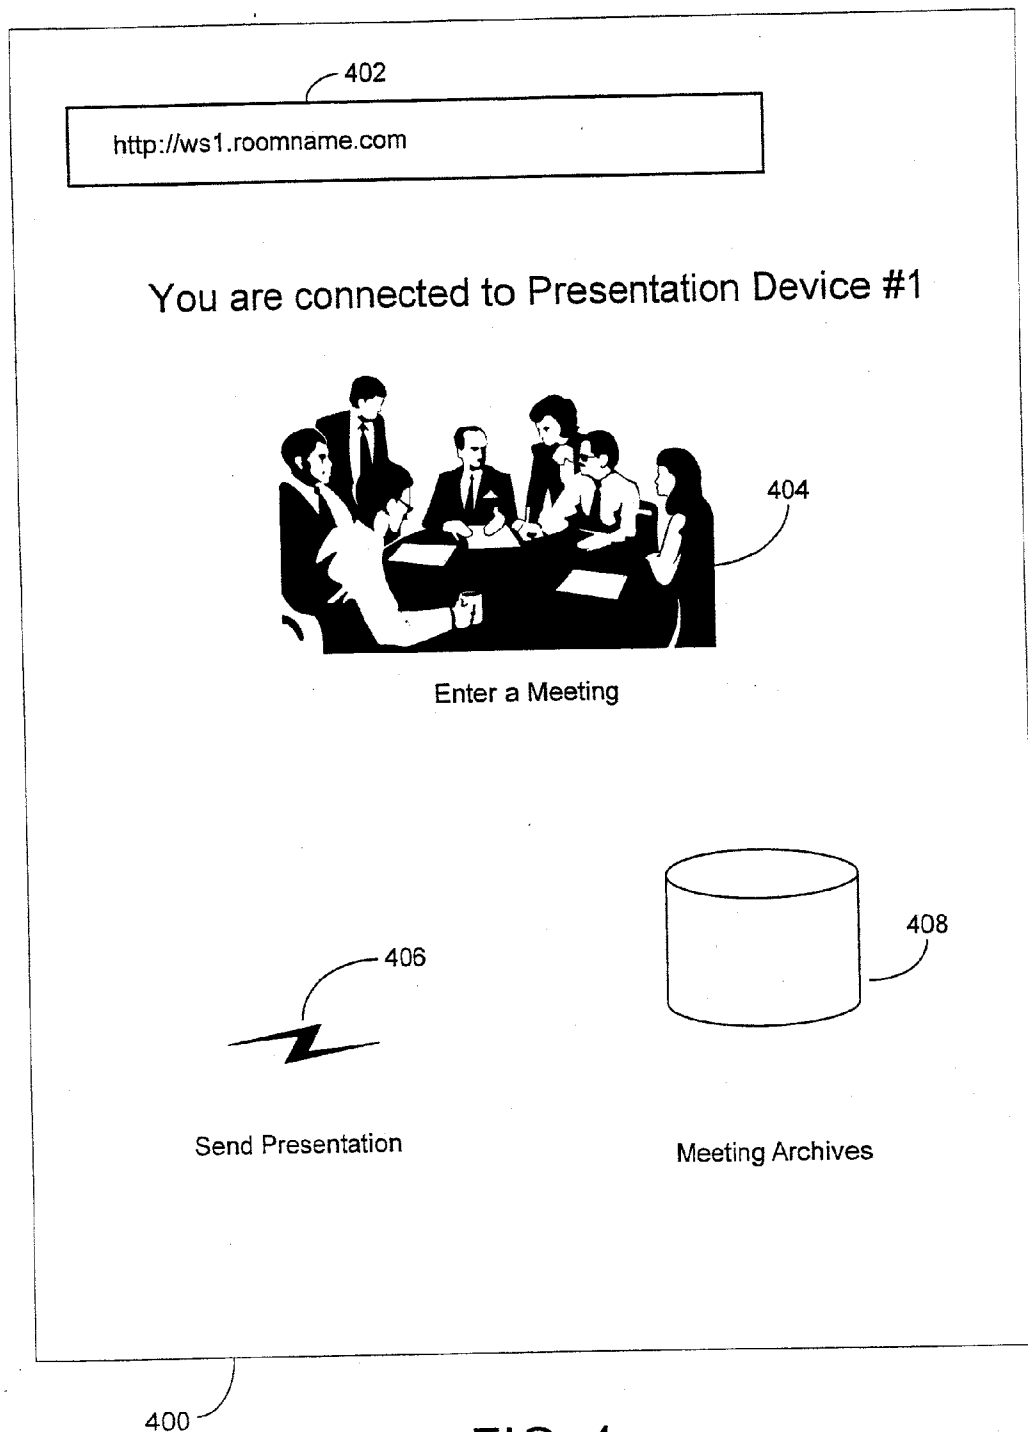 402
http://ws1.roomname.com
You are connected to Presentation Device #1
404
Enter a Meeting
408
406
Send Presentation
Meeting Archives
400